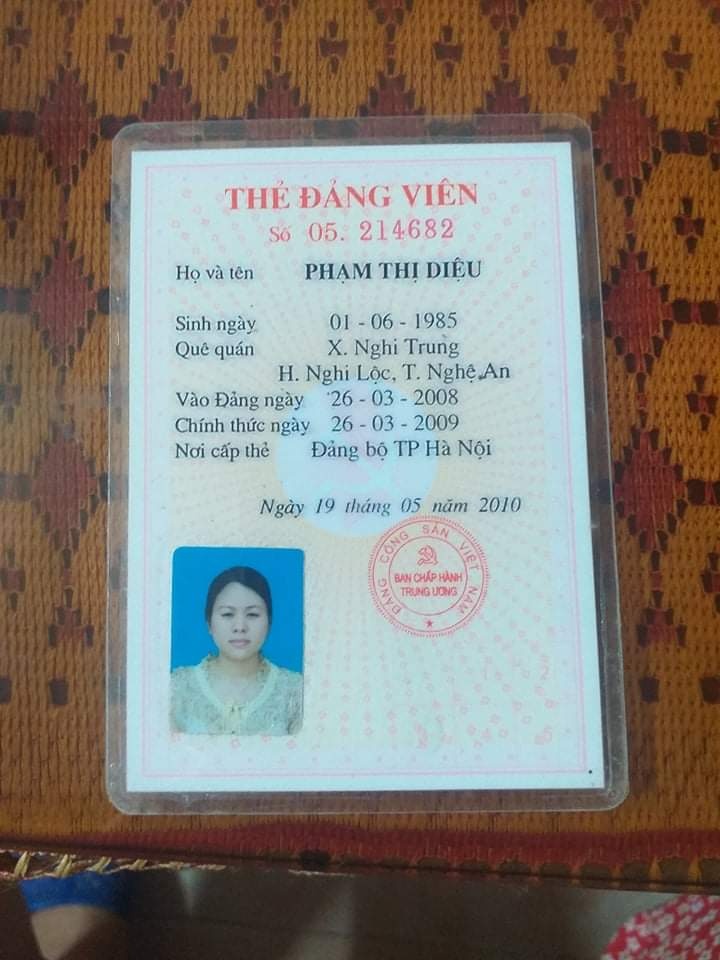 THẺ ĐẢNG VIÊN
Số 05. 214682
Họ và tên PHẠM THỊ DIỆU
Sinh ngày 01 - 06 - 1985
Quê quán X. Nghi Trung
H. Nghi Lộc, T. Nghệ An
Vào Đảng ngày 26 - 03 - 2008
Chính thức ngày 26 - 03 - 2009
Nơi cấp thẻ Đảng bộ TP Hà Nội
Ngày 19 tháng 05 năm 2010
ĐẢNG CỘNG SẢN VIỆT NAM
BAN CHẤP HÀNH
TRUNG ƯƠNG